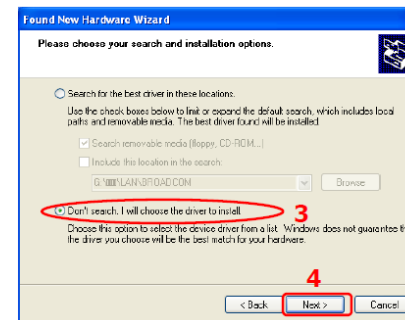 Found New Hardware Wizard
Please choose your search and installation options.
Search for the best driver in these locations.
Use the check boxes below to limit or expand the default search, which includes local
paths and removable media. The best driver found will be installed.
Search removable media (floppy, CD-ROM...)
Include this location in the search:
LAN\BROADCOM
Browse
Don't search. I will choose the driver to install.
3
Choose this option to select the device driver from a list. Windows does not guarantee
the driver you choose will be the best match for your hardware.
4
< Back
Next >
Cancel